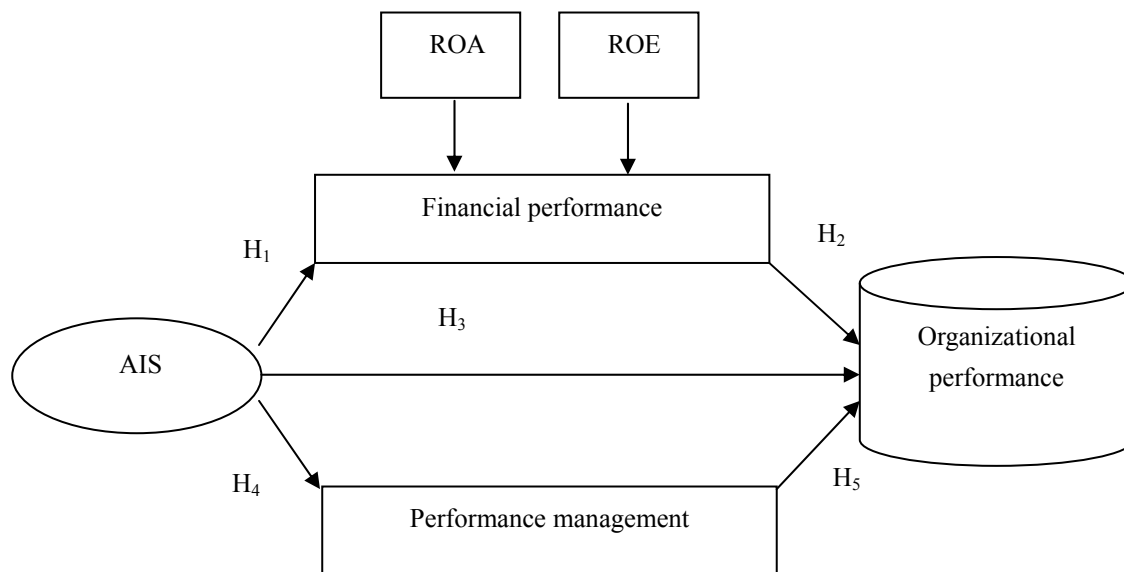 ROA
ROE
Financial performance
H₁
H₂
H₃
AIS
Organizational
performance
H₄
H₅
Performance management